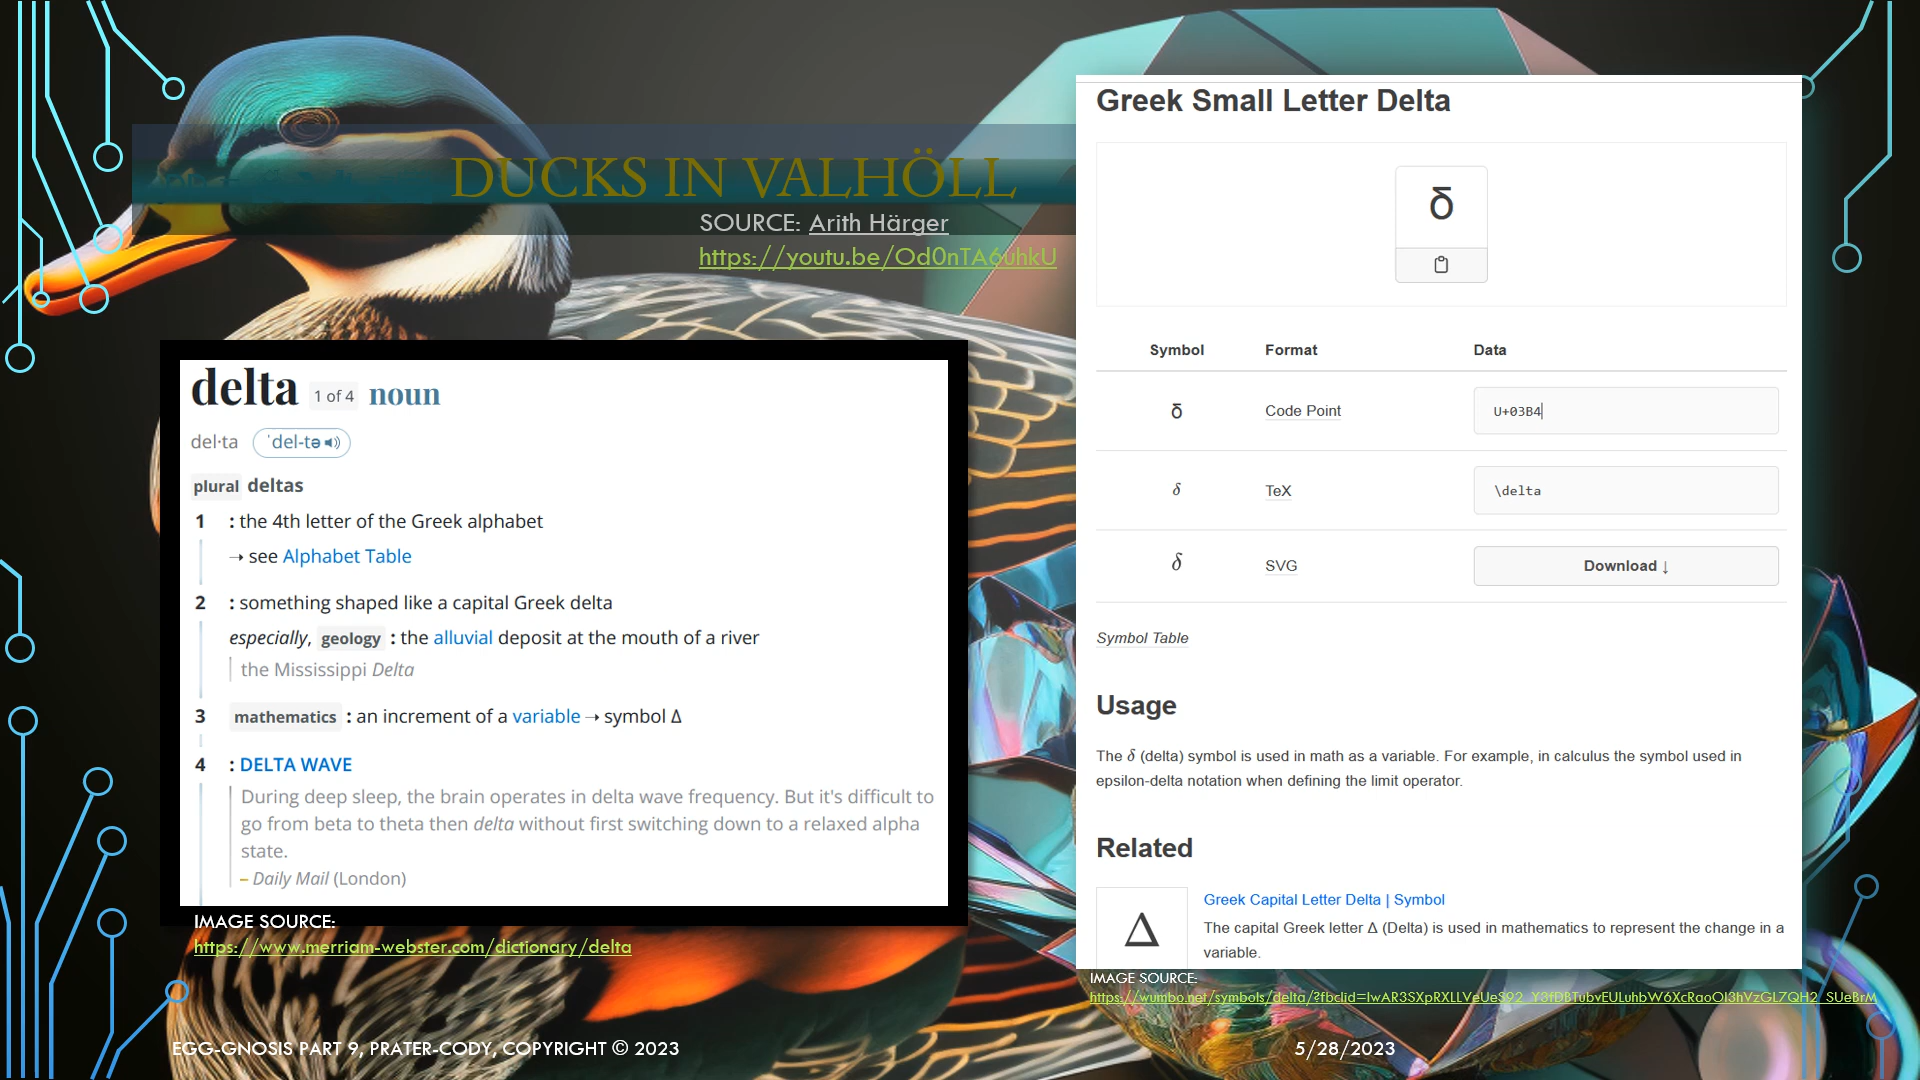 DUCKS IN VALHÖLL
SOURCE: Arith Härger
https://youtu.be/Od0nTA6uhkU
delta 1 of 4 noun
del·ta ˈdel-tə
plural deltas
1 : the 4th letter of the Greek alphabet
→ see Alphabet Table
2 : something shaped like a capital Greek delta
especially, geology : the alluvial deposit at the mouth of a river
the Mississippi Delta
3 mathematics : an increment of a variable → symbol Δ
4 : DELTA WAVE
During deep sleep, the brain operates in delta wave frequency. But it's difficult to
go from beta to theta then delta without first switching down to a relaxed alpha
state.
– Daily Mail (London)
IMAGE SOURCE:
https://www.merriam-webster.com/dictionary/delta
Greek Small Letter Delta
δ
Symbol Format Data
δ Code Point U+03B4
δ TeX \delta
δ SVG Download ↓
Symbol Table
Usage
The δ (delta) symbol is used in math as a variable. For example, in calculus the symbol used in
epsilon-delta notation when defining the limit operator.
Related
Δ
Greek Capital Letter Delta | Symbol
The capital Greek letter Δ (Delta) is used in mathematics to represent the change in a
variable.
IMAGE SOURCE:
EGG-GNOSIS PART 9, PRATER-CODY, COPYRIGHT © 2023
5/28/2023